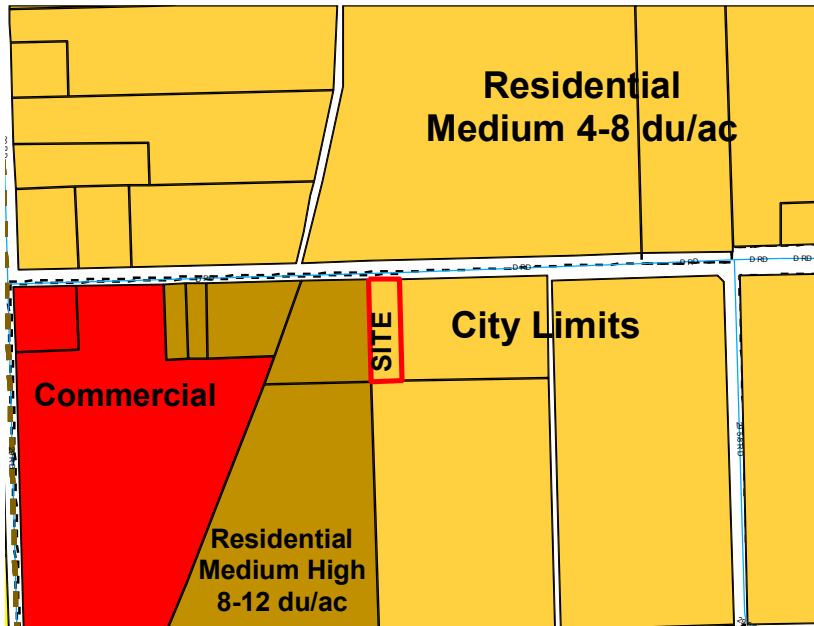 Residential
Medium 4-8 du/ac
D RD
D RD
D RD
D RD
SITE
City Limits
Commercial
Residential
Medium High
8-12 du/ac